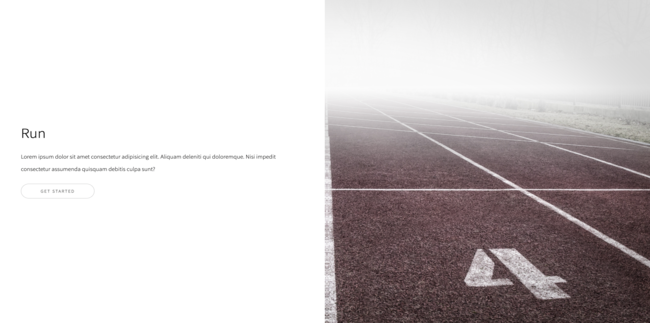 Run
Lorem ipsum dolor sit amet consectetur adipisicing elit. Aliquam deleniti qui doloremque. Nisi impedit
consectetur assumenda quisquam debitis culpa sunt?
GET STARTED
4